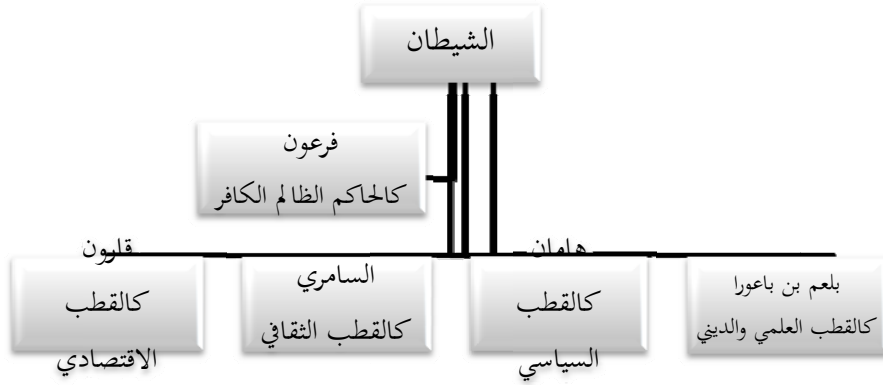 الشيطان
فرعون
كالحاكم الظالم الكافر
بلعم بن باعورا
كالقطب العلمي والديني
هامان
كالقطب
السياسي
السامري
كالقطب الثقافي
قارون
كالقطب
الاقتصادي